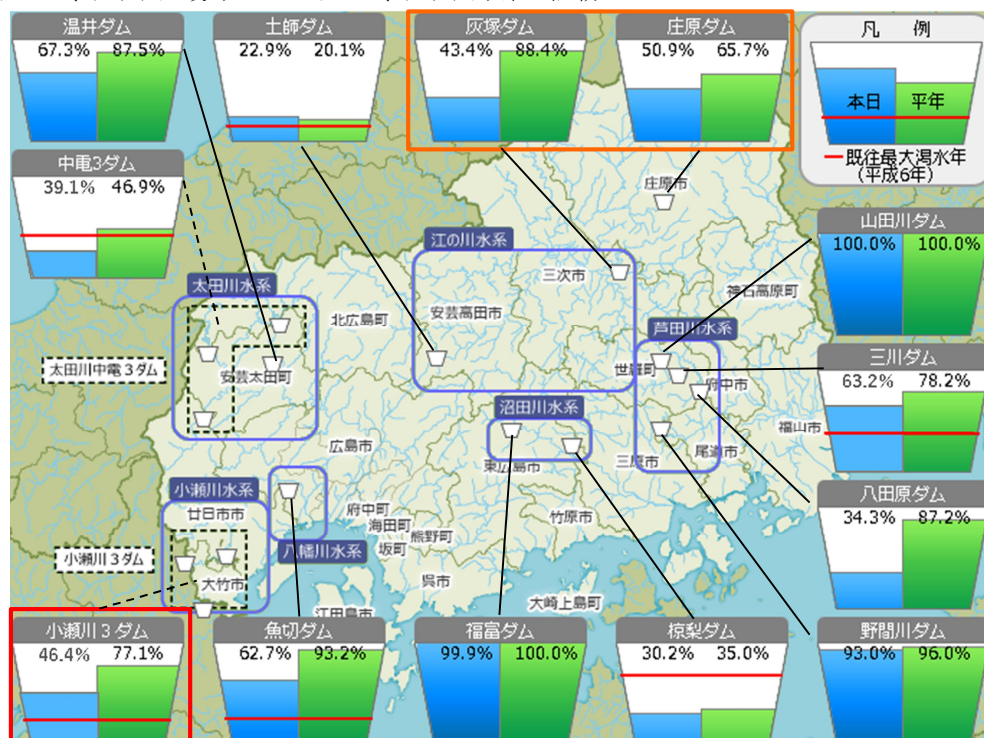 温井ダム
67.3% 87.5%
土師ダム
22.9% 20.1%
灰塚ダム
43.4% 88.4%
庄原ダム
50.9% 65.7%
凡 例
本日 平年
既往最大渇水年
(平成6年)
中電3ダム
39.1% 46.9%
庄原市
山田川ダム
100.0% 100.0%
江の川水系
三次市
太田川水系
神石高原町
北広島町
安芸高田市
芦田川水系
太田川中電3ダム
安芸太田町
世羅町
府中市
三川ダム
63.2% 78.2%
沼田川水系
広島市
東広島市
三原市
尾道市
福山市
小瀬川水系
廿日市市
府中町
海田町
熊野町
坂町
竹原市
八田原ダム
34.3% 87.2%
八幡川水系
小瀬川3ダム
大竹市
呉市
江田島市
大崎上島町
小瀬川3ダム
46.4% 77.1%
魚切ダム
62.7% 93.2%
福富ダム
99.9% 100.0%
椋梨ダム
30.2% 35.0%
野間川ダム
93.0% 96.0%